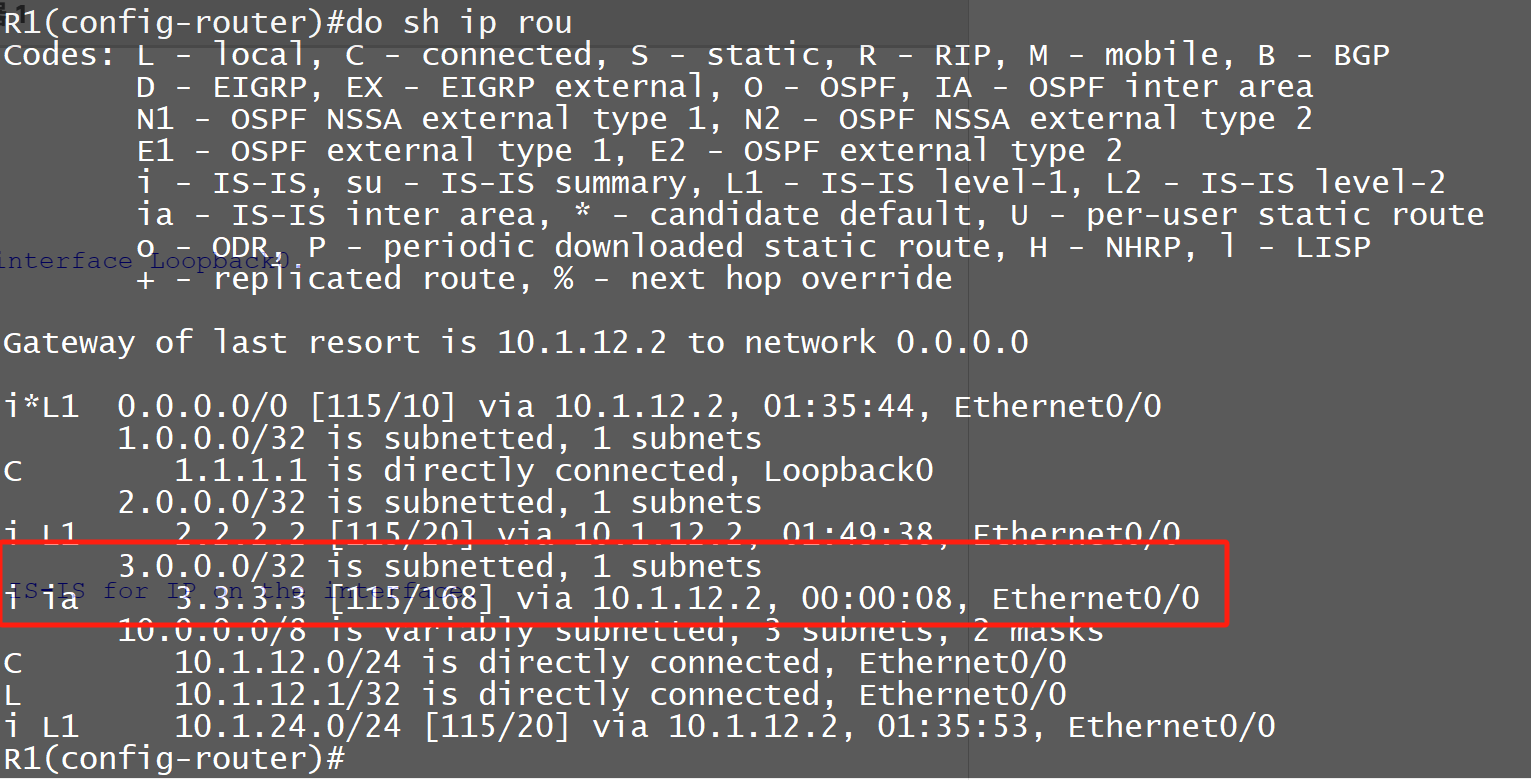 R1(config-router)#do sh ip rou
Codes: L - local, C - connected, S - static, R - RIP, M - mobile, B - BGP
D - EIGRP, EX - EIGRP external, O - OSPF, IA - OSPF inter area
N1 - OSPF NSSA external type 1, N2 - OSPF NSSA external type 2
E1 - OSPF external type 1, E2 - OSPF external type 2
i - IS-IS, su - IS-IS summary, L1 - IS-IS level-1, L2 - IS-IS level-2
ia - IS-IS inter area, * - candidate default, U - per-user static route
o - ODR, P - periodic downloaded static route, H - NHRP, l - LISP
interface Loopback0
+ - replicated route, % - next hop override
Gateway of last resort is 10.1.12.2 to network 0.0.0.0
i*L1  0.0.0.0/0 [115/10] via 10.1.12.2, 01:35:44, Ethernet0/0
1.0.0.0/32 is subnetted, 1 subnets
C        1.1.1.1 is directly connected, Loopback0
2.0.0.0/32 is subnetted, 1 subnets
i L1     2.2.2.2 [115/20] via 10.1.12.2, 01:49:38, Ethernet0/0
3.0.0.0/32 is subnetted, 1 subnets
IS-IS for IP on the interface
i ia     3.3.3.3 [115/168] via 10.1.12.2, 00:00:08, Ethernet0/0
10.0.0.0/8 is variably subnetted, 3 subnets, 2 masks
C        10.1.12.0/24 is directly connected, Ethernet0/0
L        10.1.12.1/32 is directly connected, Ethernet0/0
i L1     10.1.24.0/24 [115/20] via 10.1.12.2, 01:35:53, Ethernet0/0
R1(config-router)#